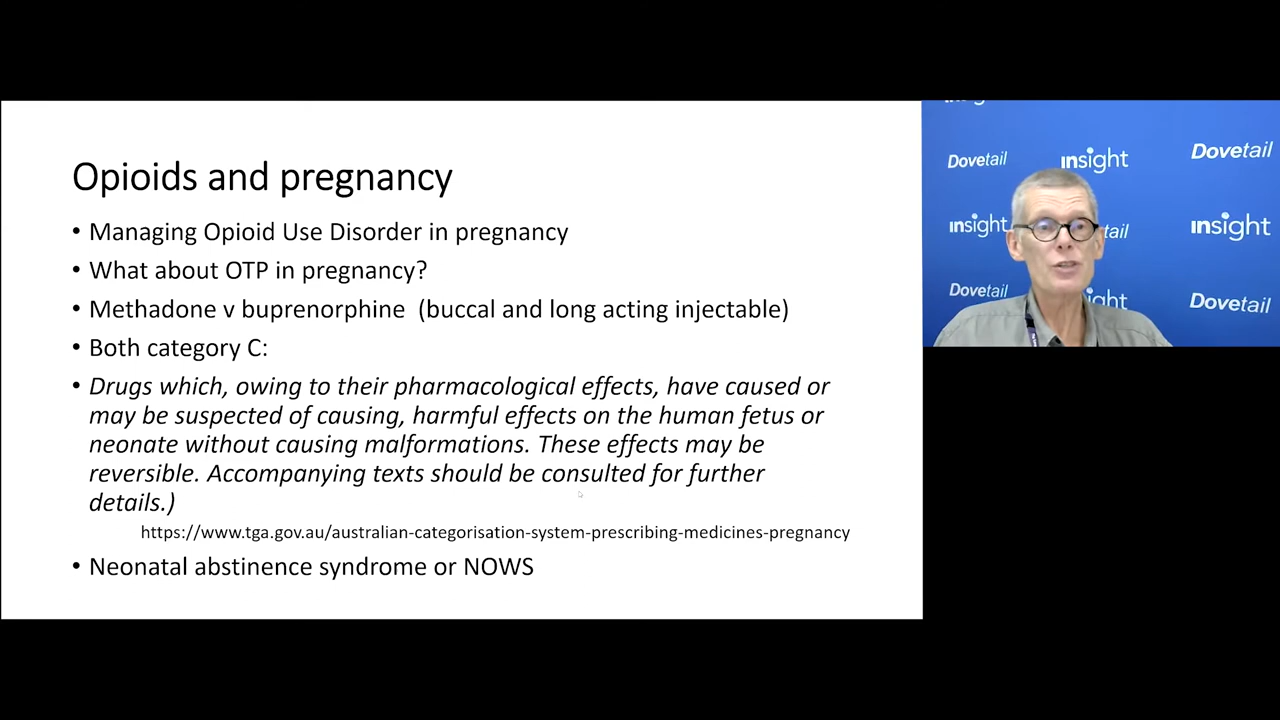 Opioids and pregnancy
• Managing Opioid Use Disorder in pregnancy
• What about OTP in pregnancy?
• Methadone v buprenorphine (buccal and long acting injectable)
• Both category C:
• Drugs which, owing to their pharmacological effects, have caused or
may be suspected of causing, harmful effects on the human fetus or
neonate without causing malformations. These effects may be
reversible. Accompanying texts should be consulted for further
details.)
https://www.tga.gov.au/australian-categorisation-system-prescribing-medicines-pregnancy
• Neonatal abstinence syndrome or NOWS
Dovetail insight Dovetail
insight tail insight
Dovetail ight Dovetail